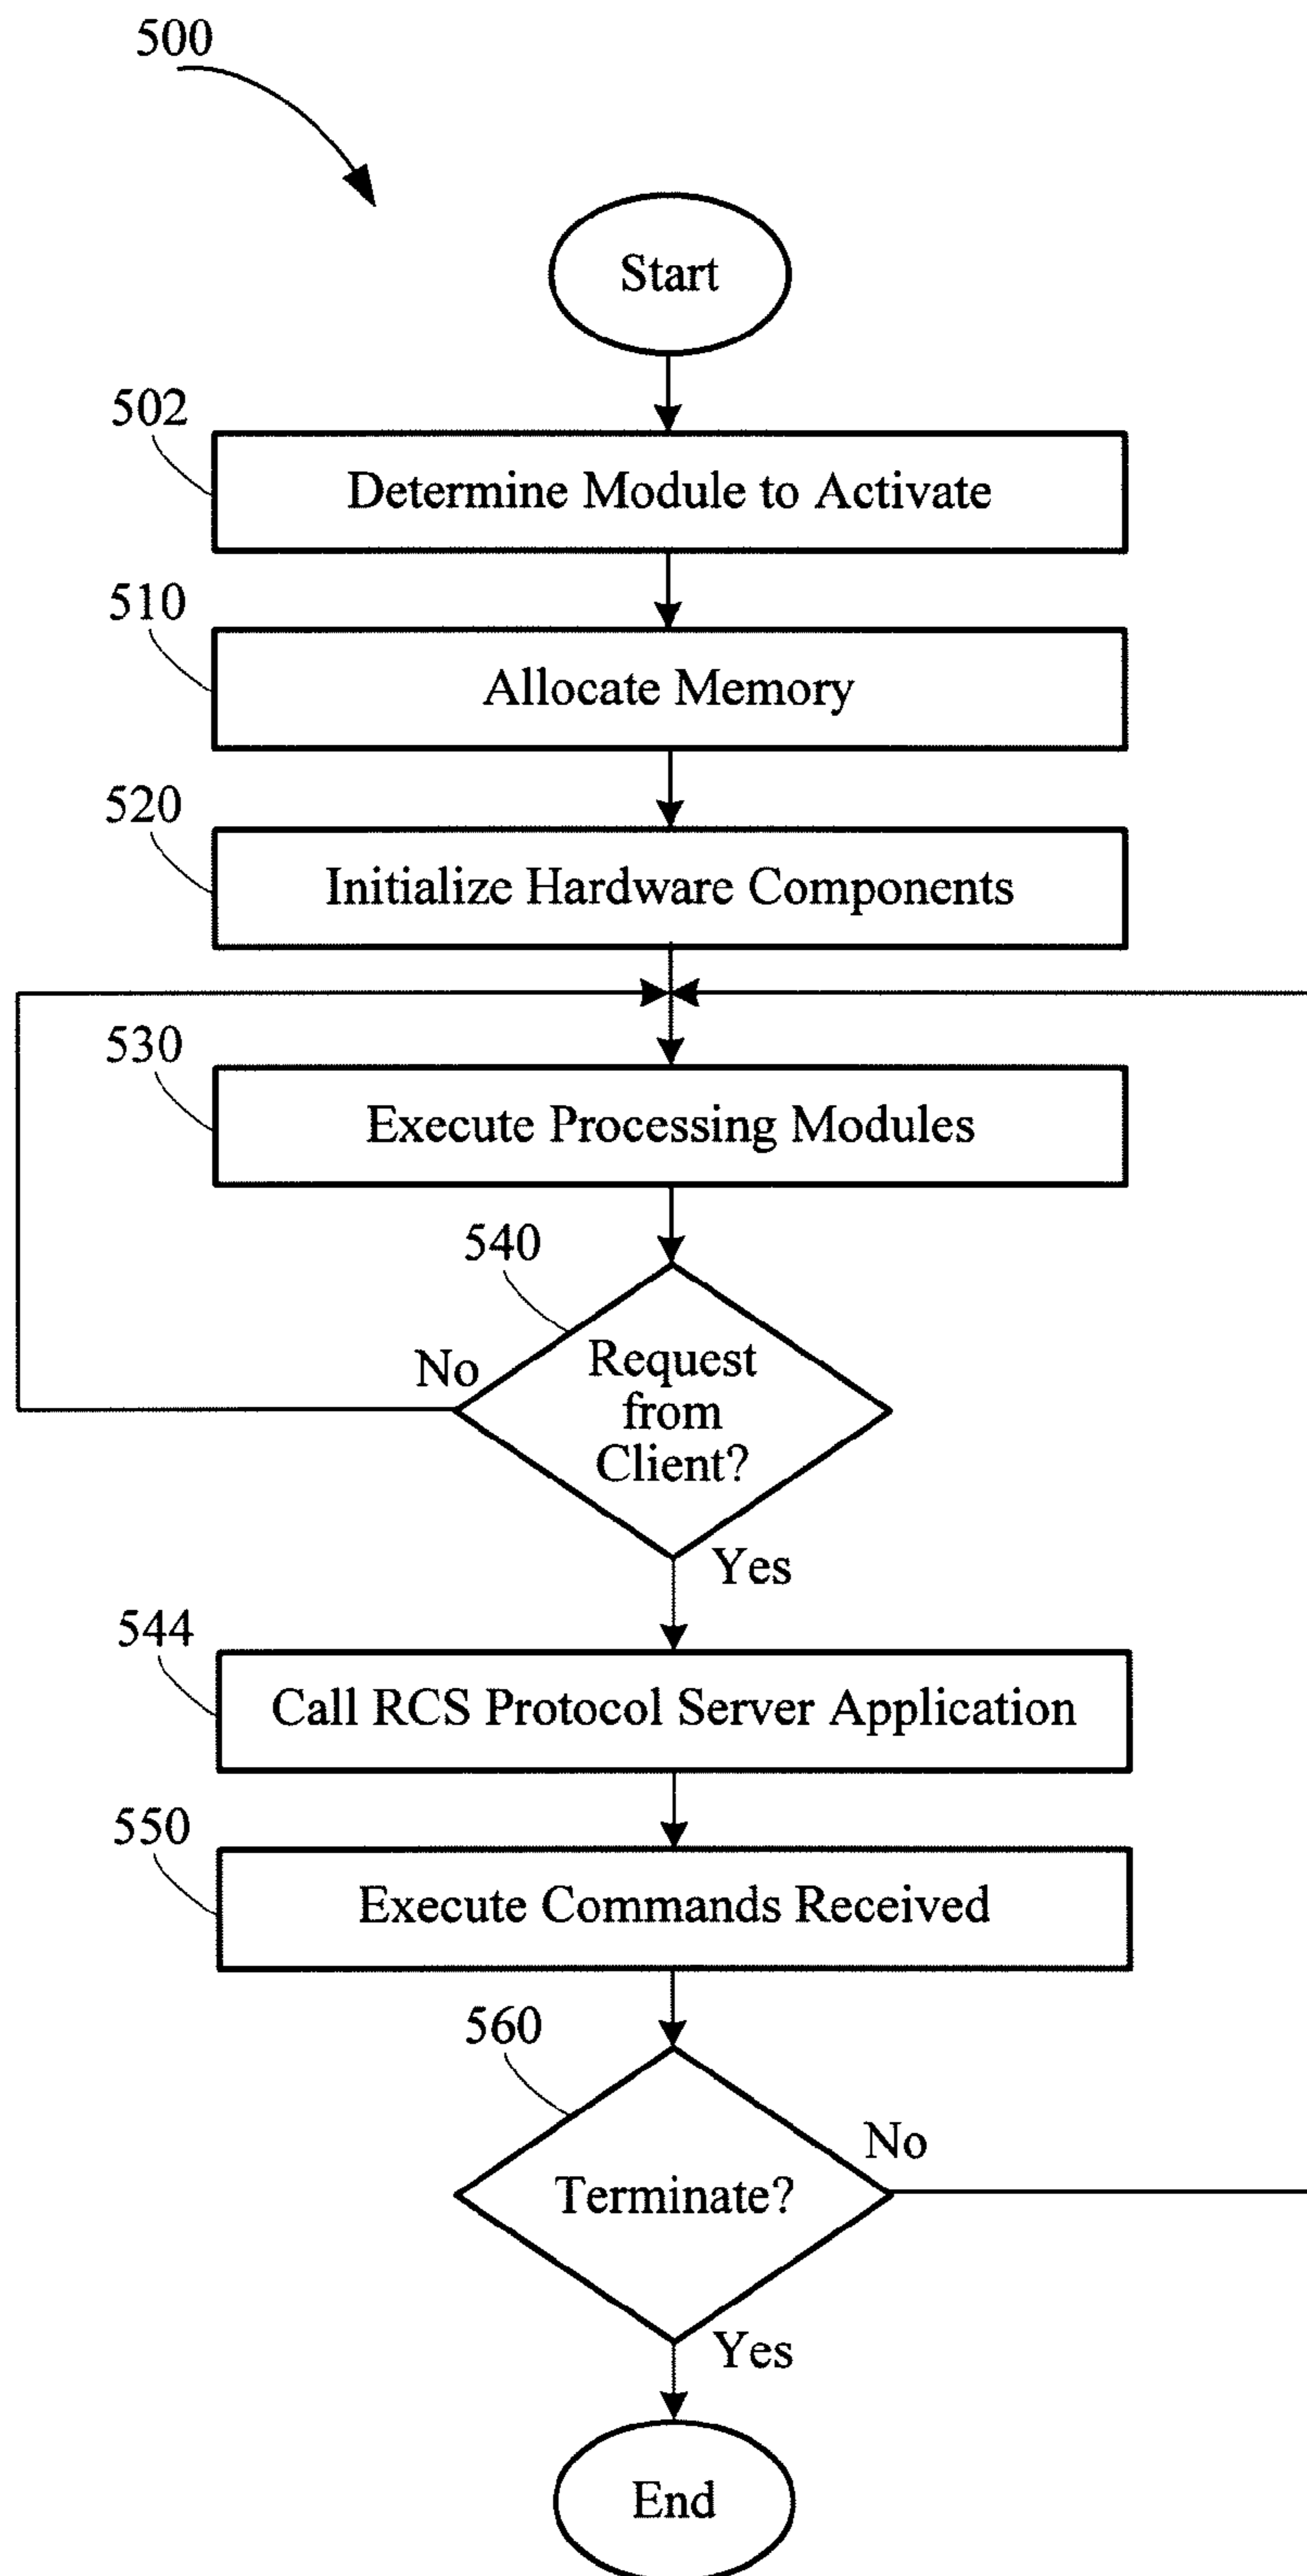 500
Start
502
Determine Module to Activate
510
Allocate Memory
520
Initialize Hardware Components
530
Execute Processing Modules
540
No
Request
from
Client?
Yes
544
Call RCS Protocol Server Application
550
Execute Commands Received
560
No
Terminate?
Yes
End